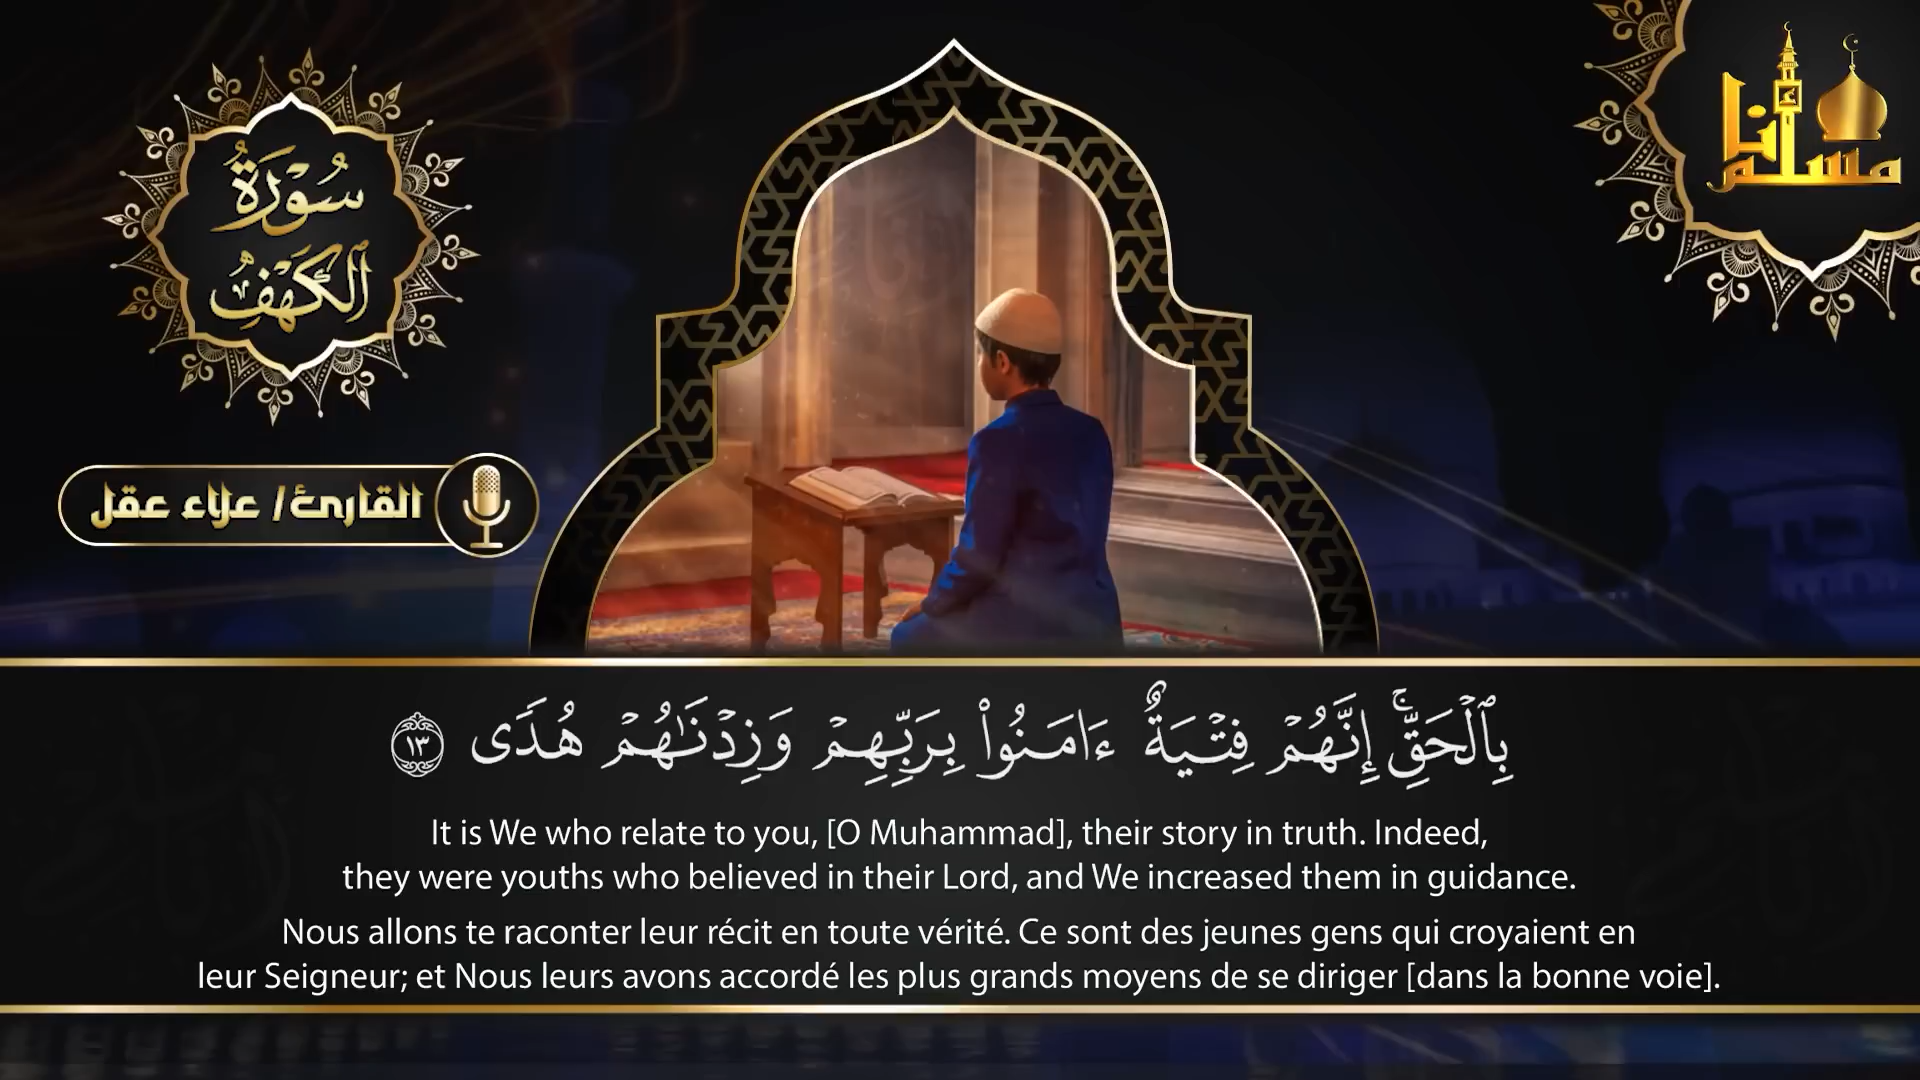 سُورَةُ
الكَهْفِ
أنا
مسلم
القارئ/ علاء عقل
بِٱلْحَقِّۚ إِنَّهُمْ فِتْيَةٌ ءَامَنُوا۟ بِرَبِّهِمْ وَزِدْنَـٰهُمْ هُدًى ١٣
It is We who relate to you, [O Muhammad], their story in truth. Indeed,
they were youths who believed in their Lord, and We increased them in guidance.
Nous allons te raconter leur récit en toute vérité. Ce sont des jeunes gens qui croyaient en
leur Seigneur; et Nous leurs avons accordé les plus grands moyens de se diriger [dans la bonne voie].